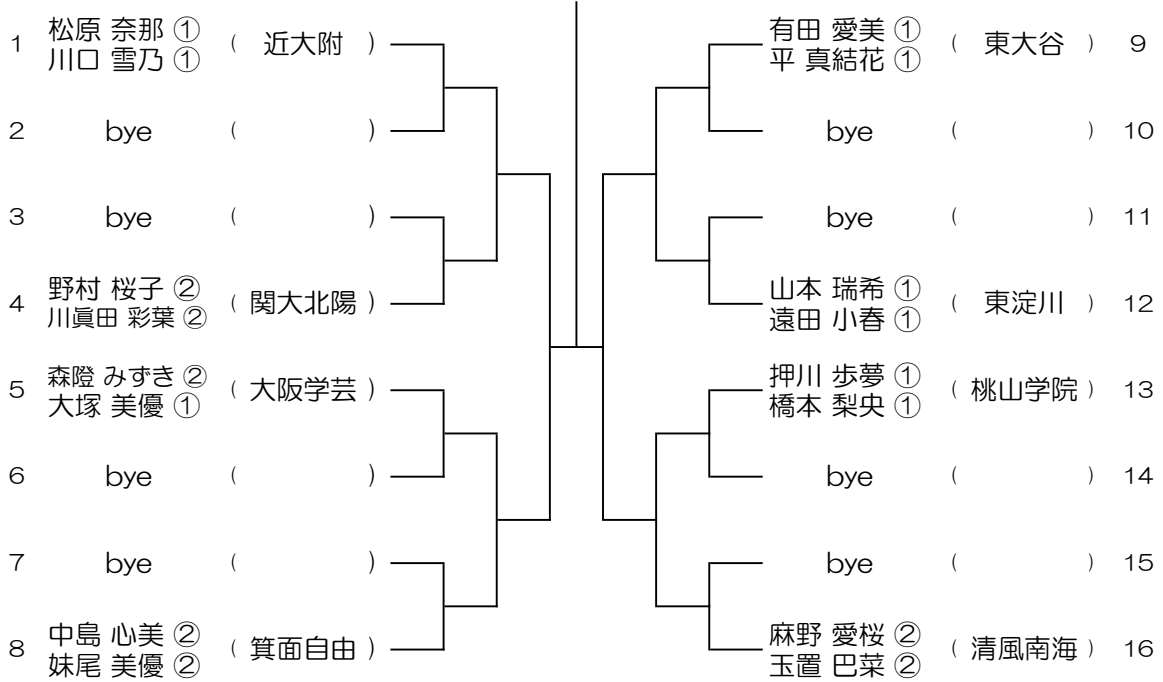 1 松原 奈那 ① ( 近大附 )
川口 雪乃 ①
2 bye ( )
3 bye ( )
4 野村 桜子 ② ( 関大北陽 )
川眞田 彩葉 ②
5 森隥 みずき ② ( 大阪学芸 )
大塚 美優 ①
6 bye ( )
7 bye ( )
8 中島 心美 ② ( 箕面自由 )
妹尾 美優 ②
有田 愛美 ① ( 東大谷 ) 9
平 真結花 ①
bye ( ) 10
bye ( ) 11
山本 瑞希 ① ( 東淀川 ) 12
遠田 小春 ①
押川 歩夢 ① ( 桃山学院 ) 13
橋本 梨央 ①
bye ( ) 14
bye ( ) 15
麻野 愛桜 ② ( 清風南海 ) 16
玉置 巴菜 ②